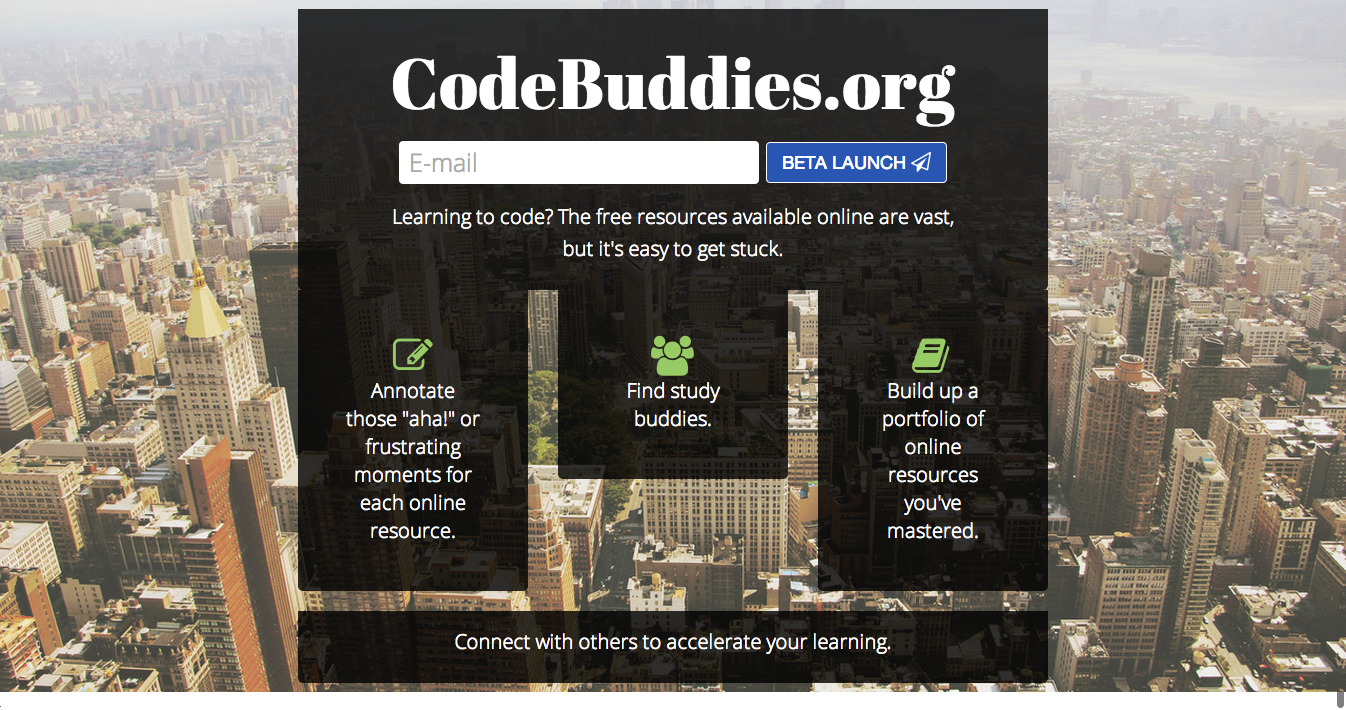 CodeBuddies.org
E-mail
BETA LAUNCH
Learning to code? The free resources available online are vast,
but it's easy to get stuck.
Annotate
those "aha!" or
frustrating
moments for
each online
resource.
Find study
buddies.
Build up a
portfolio of
online
resources
you've
mastered.
Connect with others to accelerate your learning.